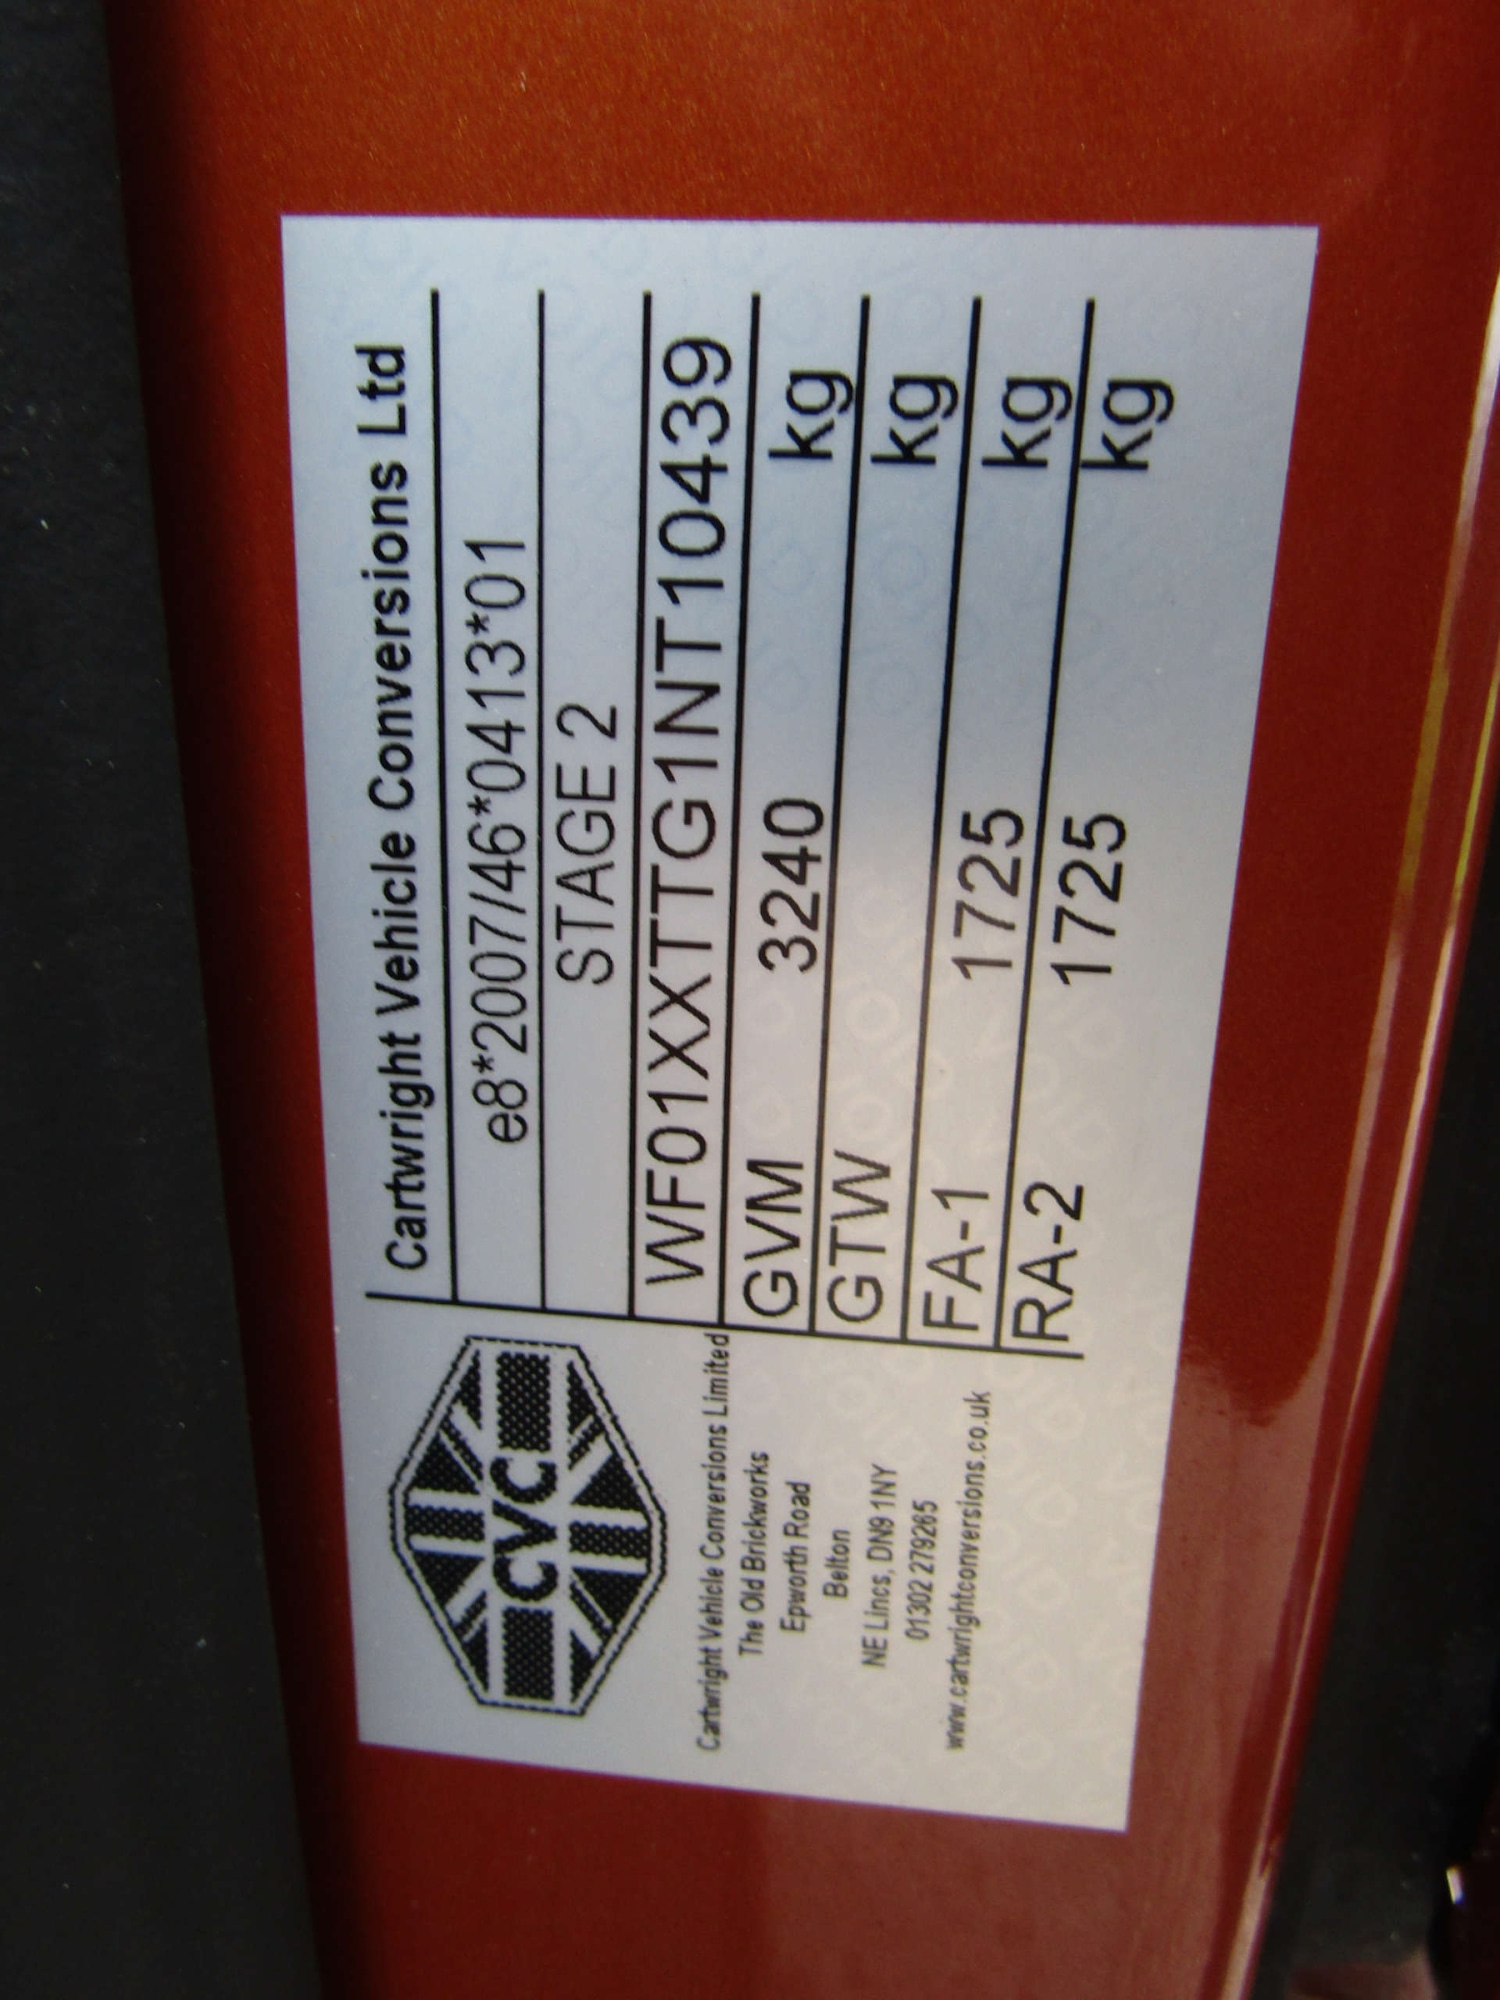 Cartwright Vehicle Conversions Ltd
e8*2007/46*0413*01
STAGE 2
WF01XXTTG1NT10439
GVM 3240 kg
GTW kg
FA-1 1725 kg
RA-2 1725 kg
CVC
Cartwright Vehicle Conversions Limited
The Old Brickworks
Epworth Road
Belton
NE Lincs, DN9 1NY
01302 279265
www.cartwrightconversions.co.uk